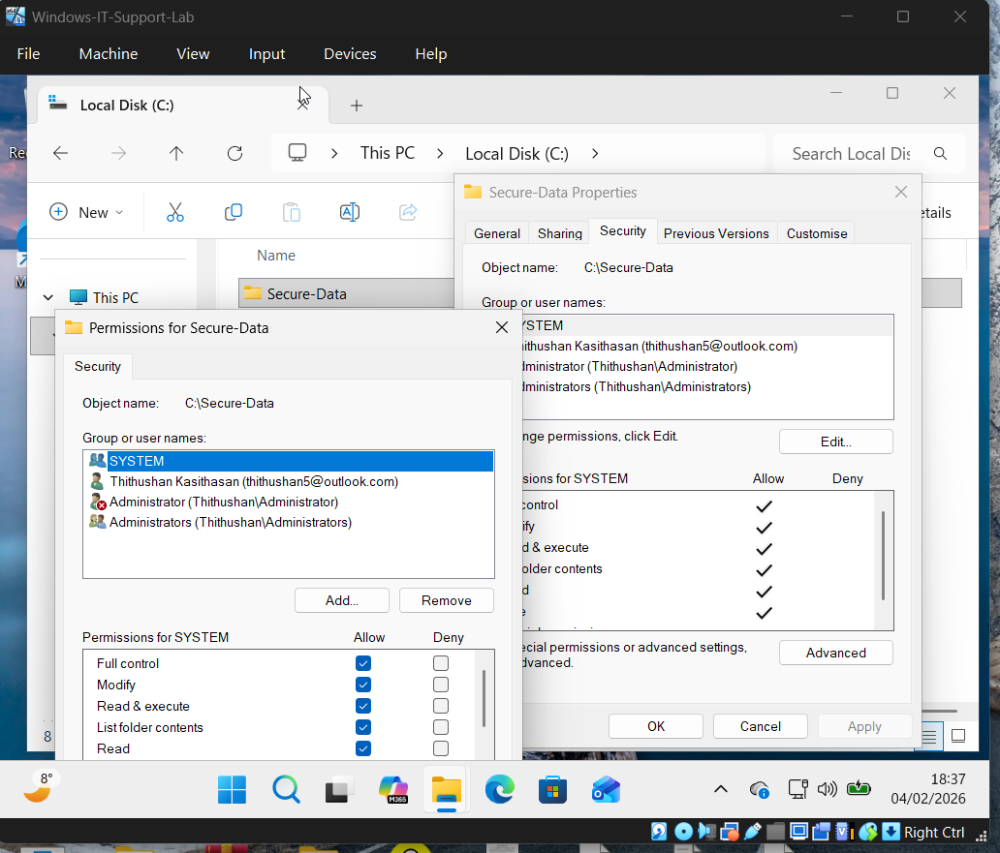 Windows-IT-Support-Lab
File Machine View Input Devices Help
Local Disk (C:)
This PC Local Disk (C:)
Search Local Dis
New
etails
Name
This PC
Secure-Data
8
Secure-Data Properties
General Sharing Security Previous Versions Customise
Object name: C:\Secure-Data
Group or user names:
YSTEM
ithushan Kasithasan (thithushan5@outlook.com)
dministrator (Thithushan\Administrator)
dministrators (Thithushan\Administrators)
nge permissions, click Edit.
Edit...
sions for SYSTEM Allow Deny
control
ify
d & execute
older contents
d
e
ecial permissions or advanced settings,
dvanced.
Advanced
OK Cancel Apply
Permissions for Secure-Data
Security
Object name: C:\Secure-Data
Group or user names:
SYSTEM
Thithushan Kasithasan (thithushan5@outlook.com)
Administrator (Thithushan\Administrator)
Administrators (Thithushan\Administrators)
Add... Remove
Permissions for SYSTEM Allow Deny
Full control
Modify
Read & execute
List folder contents
Read
8°
M365
18:37
04/02/2026
Right Ctrl